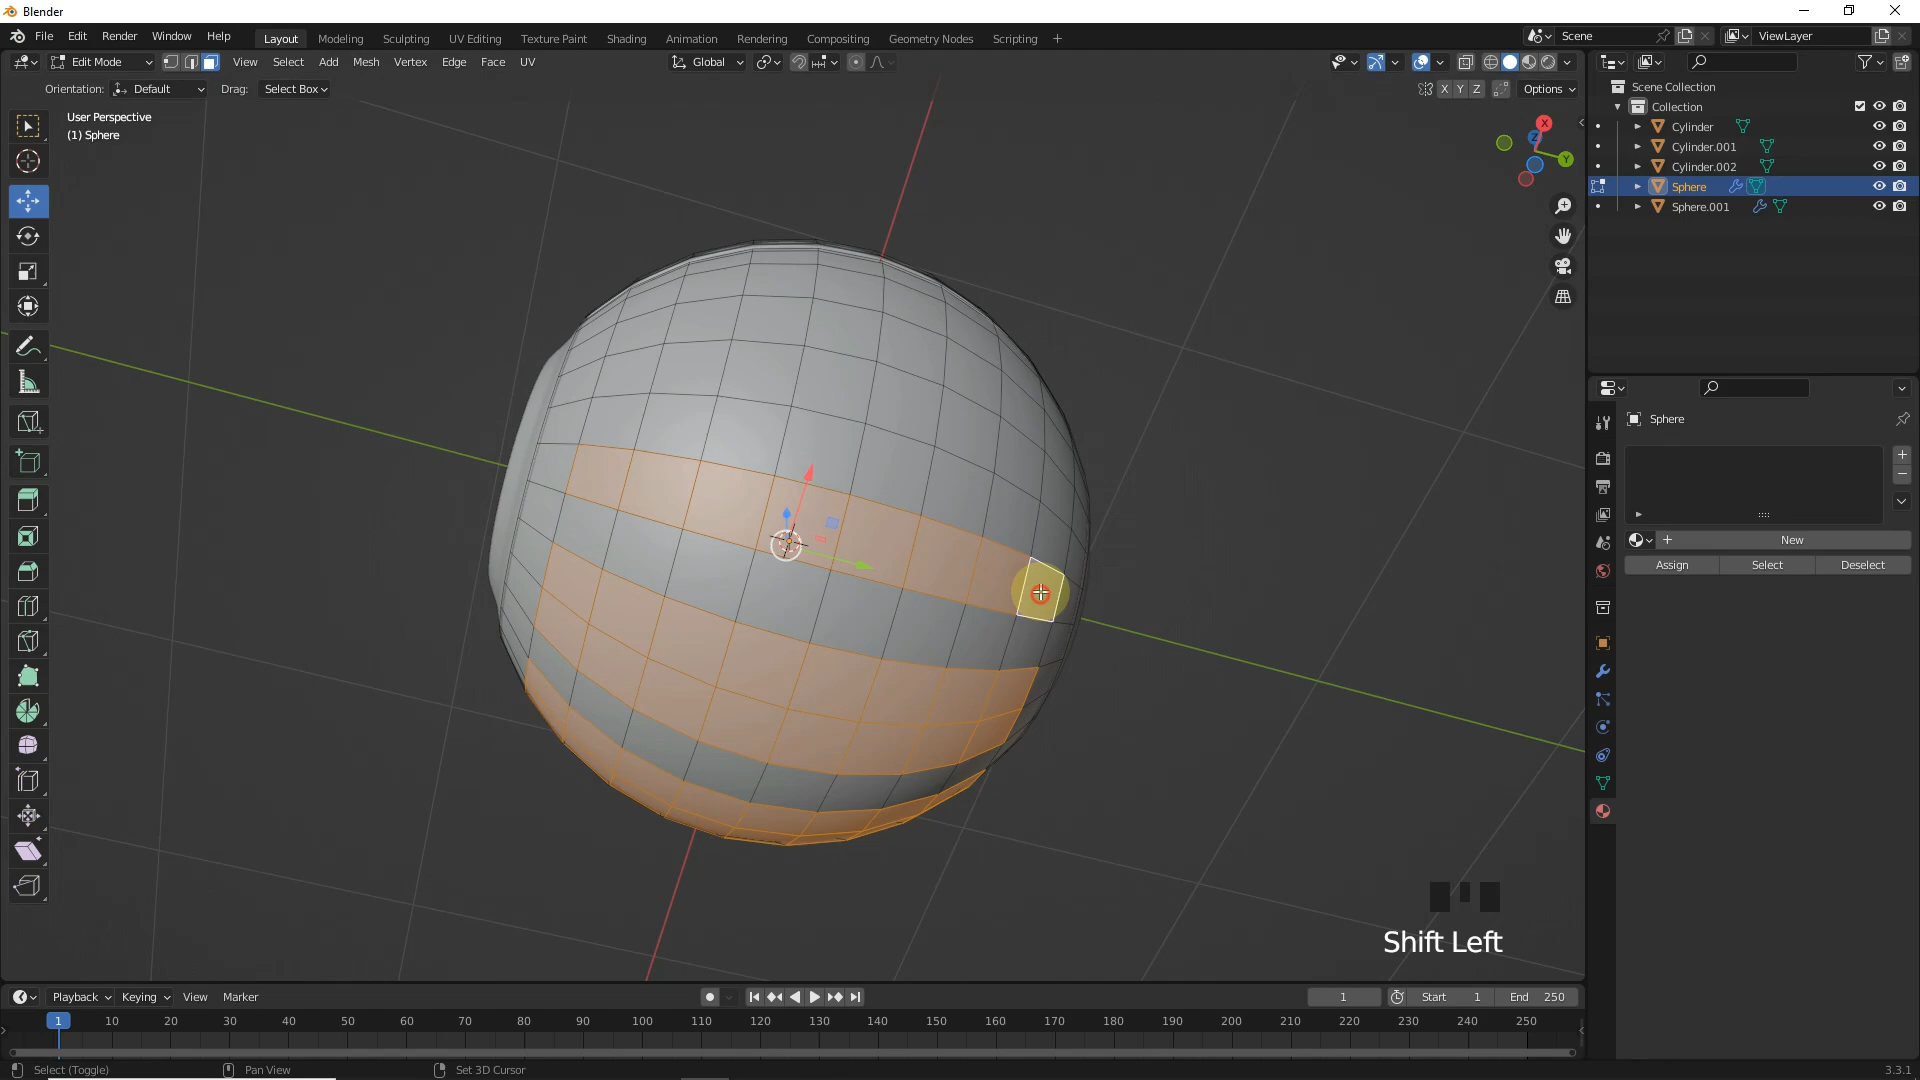 Blender
File Edit Render Window Help Layout Modeling Sculpting UV Editing Texture Paint Shading Animation Rendering Compositing Geometry Nodes Scripting + Scene ViewLayer
Edit Mode View Select Add Mesh Vertex Edge Face UV Global
Orientation: Default Drag: Select Box X Y Z Options
User Perspective
(1) Sphere
X
Y
Z
Scene Collection
Collection
Cylinder
Cylinder.001
Cylinder.002
Sphere
Sphere.001
Sphere
New
Assign Select Deselect
Shift Left
Playback Keying View Marker 1 Start 1 End 250
1 10 20 30 40 50 60 70 80 90 100 110 120 130 140 150 160 170 180 190 200 210 220 230 240 250
Select (Toggle) Pan View Set 3D Cursor 3.3.1